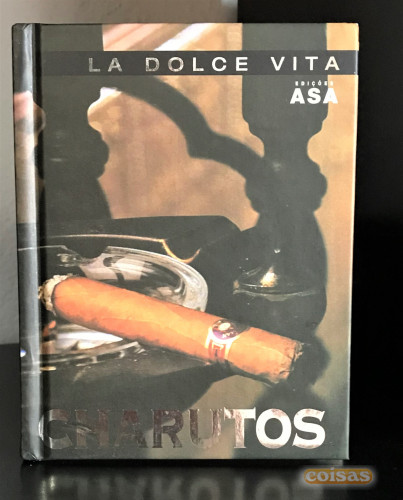 LA DOLCE VITA
EDIÇÕES
ASA
CHARUTOS
coisas